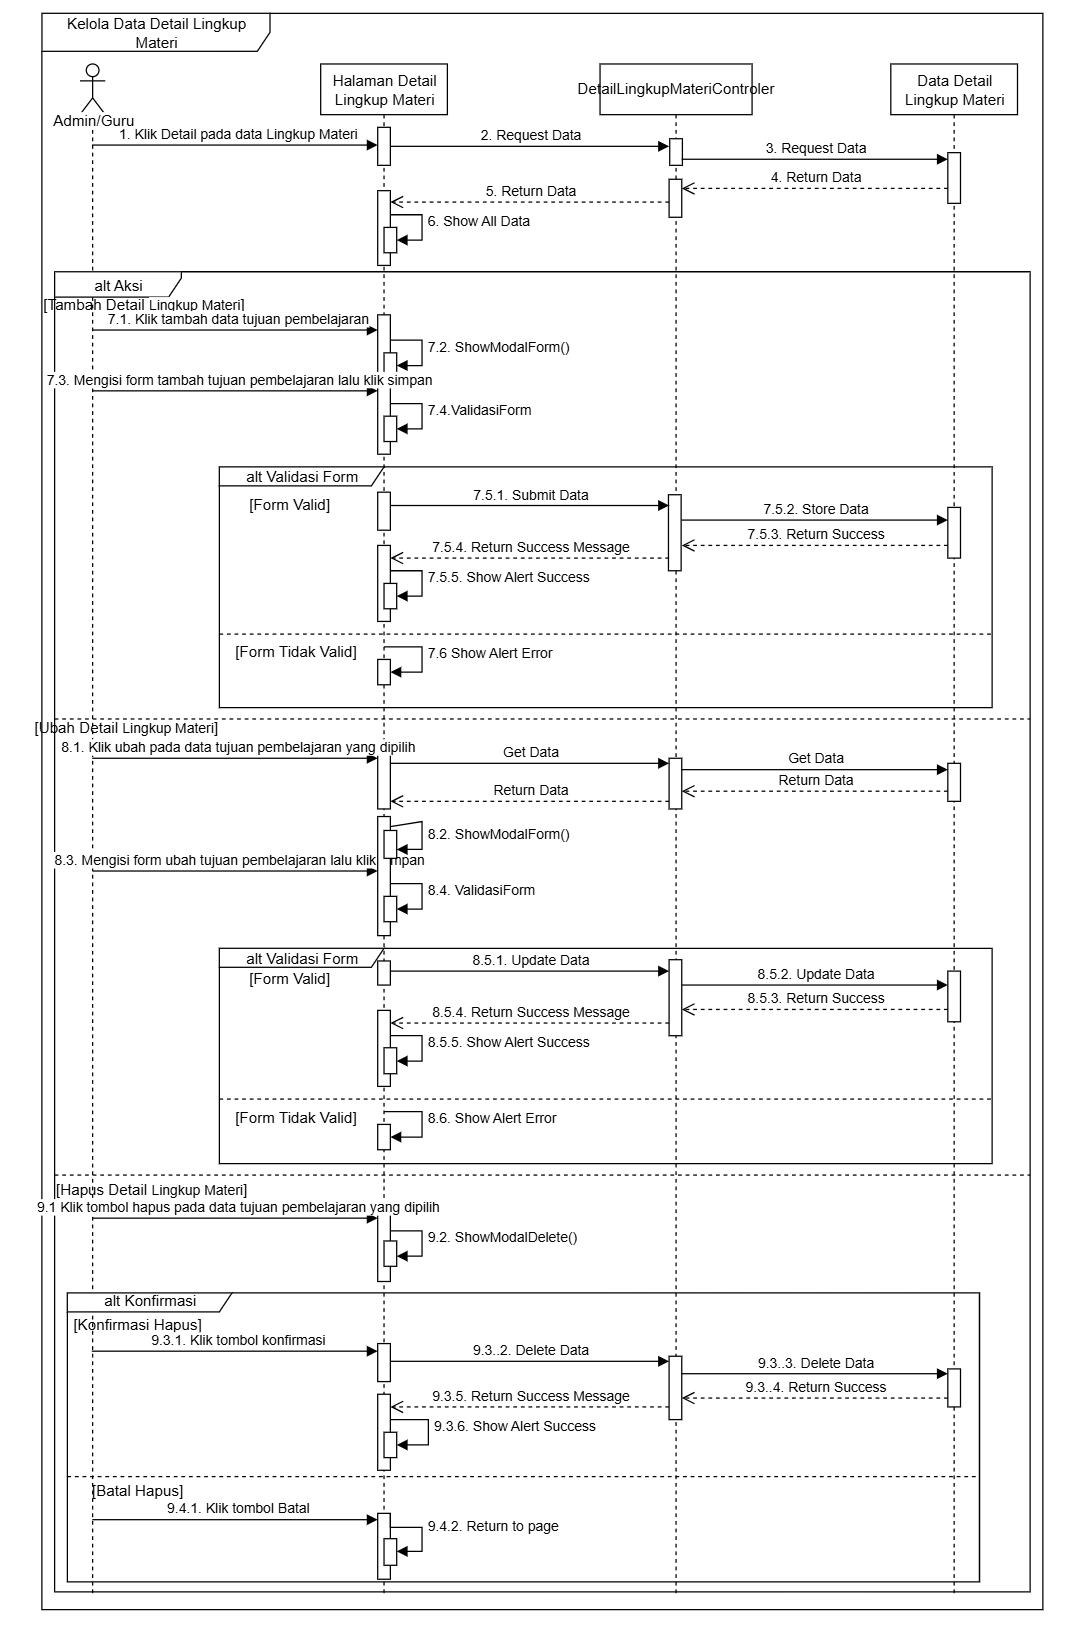 Kelola Data Detail Lingkup
Materi
Admin/Guru
Halaman Detail
Lingkup Materi
DetailLingkupMateriControler
Data Detail
Lingkup Materi
1. Klik Detail pada data Lingkup Materi
2. Request Data
3. Request Data
4. Return Data
5. Return Data
6. Show All Data
alt Aksi
[Tambah Detail Lingkup Materi]
7.1. Klik tambah data tujuan pembelajaran
7.2. ShowModalForm()
7.3. Mengisi form tambah tujuan pembelajaran lalu klik simpan
7.4.ValidasiForm
alt Validasi Form
[Form Valid]
7.5.1. Submit Data
7.5.2. Store Data
7.5.3. Return Success
7.5.4. Return Success Message
7.5.5. Show Alert Success
[Form Tidak Valid]
7.6 Show Alert Error
[Ubah Detail Lingkup Materi]
8.1. Klik ubah pada data tujuan pembelajaran yang dipilih
Get Data
Get Data
Return Data
Return Data
8.2. ShowModalForm()
8.3. Mengisi form ubah tujuan pembelajaran lalu klik
8.4. ValidasiForm
alt Validasi Form
[Form Valid]
8.5.1. Update Data
8.5.2. Update Data
8.5.3. Return Success
8.5.4. Return Success Message
8.5.5. Show Alert Success
[Form Tidak Valid]
8.6. Show Alert Error
[Hapus Detail Lingkup Materi]
9.1 Klik tombol hapus pada data tujuan pembelajaran yang dipilih
9.2. ShowModalDelete()
alt Konfirmasi
[Konfirmasi Hapus]
9.3.1. Klik tombol konfirmasi
9.3..2. Delete Data
9.3..3. Delete Data
9.3..4. Return Success
9.3.5. Return Success Message
9.3.6. Show Alert Success
[Batal Hapus]
9.4.1. Klik tombol Batal
9.4.2. Return to page